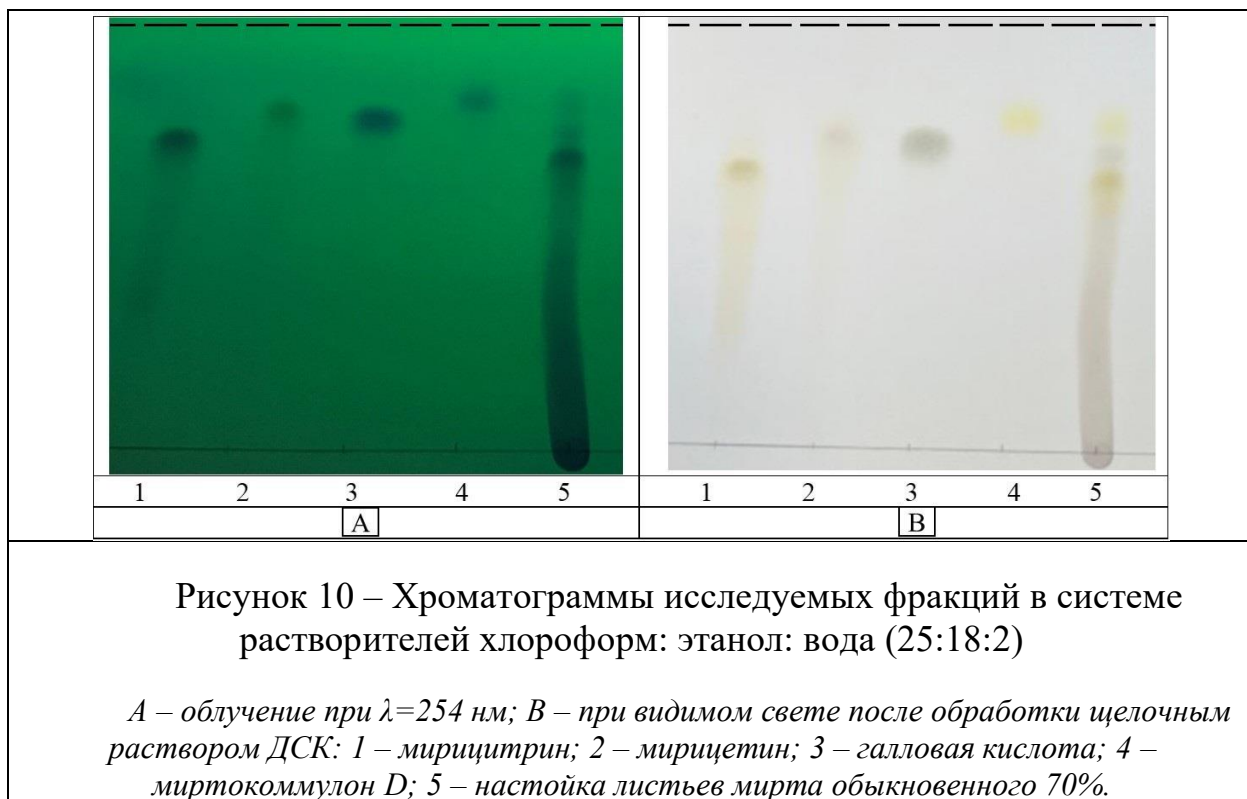 1 2 3 4 5 1 2 3 4 5
A B
Рисунок 10 – Хроматограммы исследуемых фракций в системе
растворителей хлороформ: этанол: вода (25:18:2)
А – облучение при λ=254 нм; В – при видимом свете после обработки щелочным
раствором ДСК: 1 – мирицитрин; 2 – мирицетин; 3 – галловая кислота; 4 –
миртокоммулон D; 5 – настойка листьев мирта обыкновенного 70%.